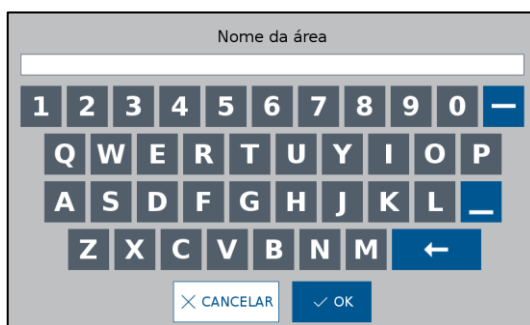 Nome da área
1 2 3 4 5 6 7 8 9 0 —
Q W E R T U Y I O P
A S D F G H J K L _
Z X C V B N M ←
✕ CANCELAR ✓ OK